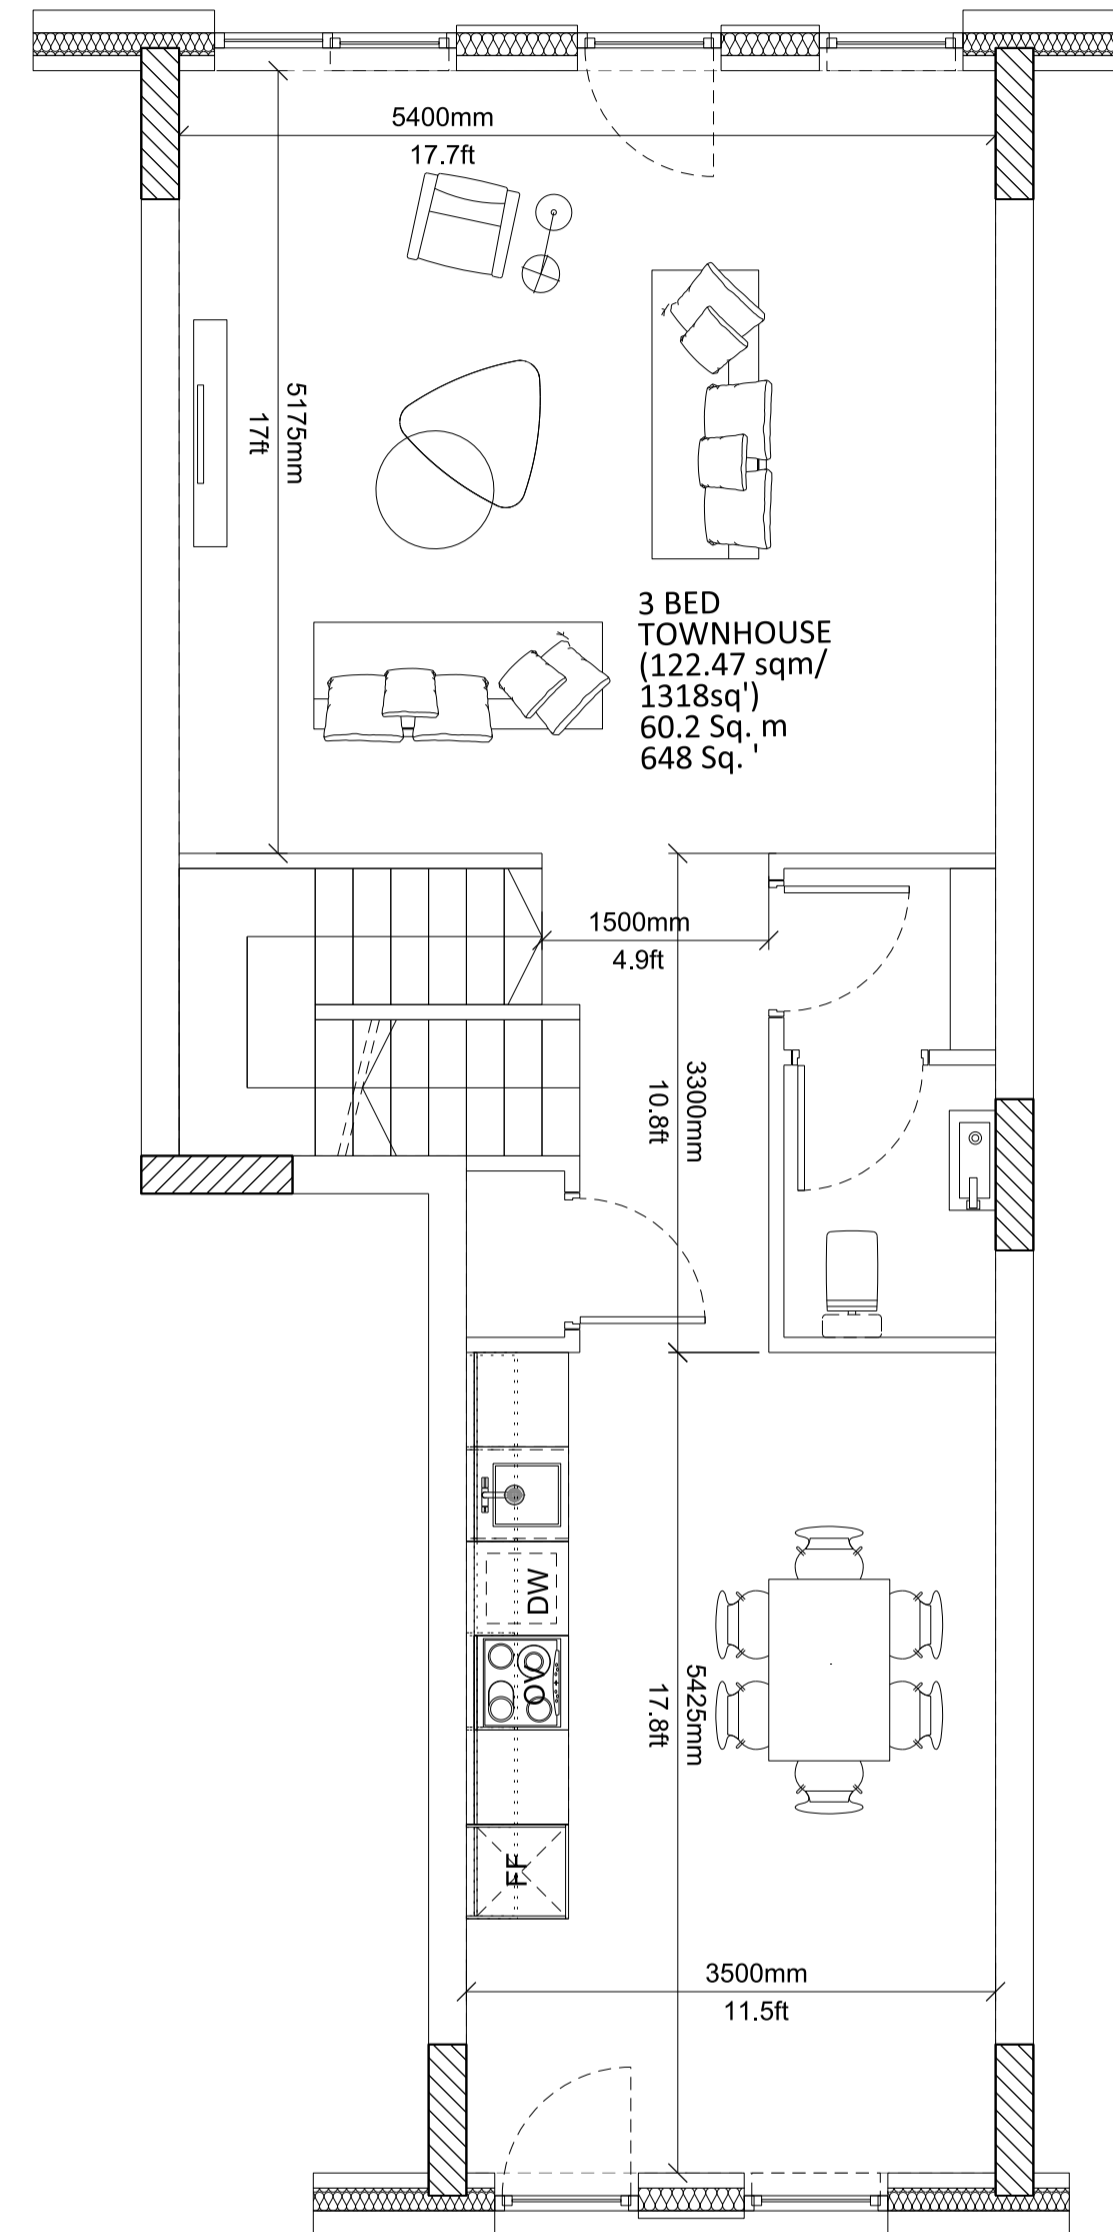 5400mm
17.7ft
5175mm
17ft
3 BED
TOWNHOUSE
(122.47 sqm/
1318sq')
60.2 Sq. m
648 Sq. '
1500mm
4.9ft
3300mm
10.8ft
DW
OV
5425mm
17.8ft
FF
3500mm
11.5ft